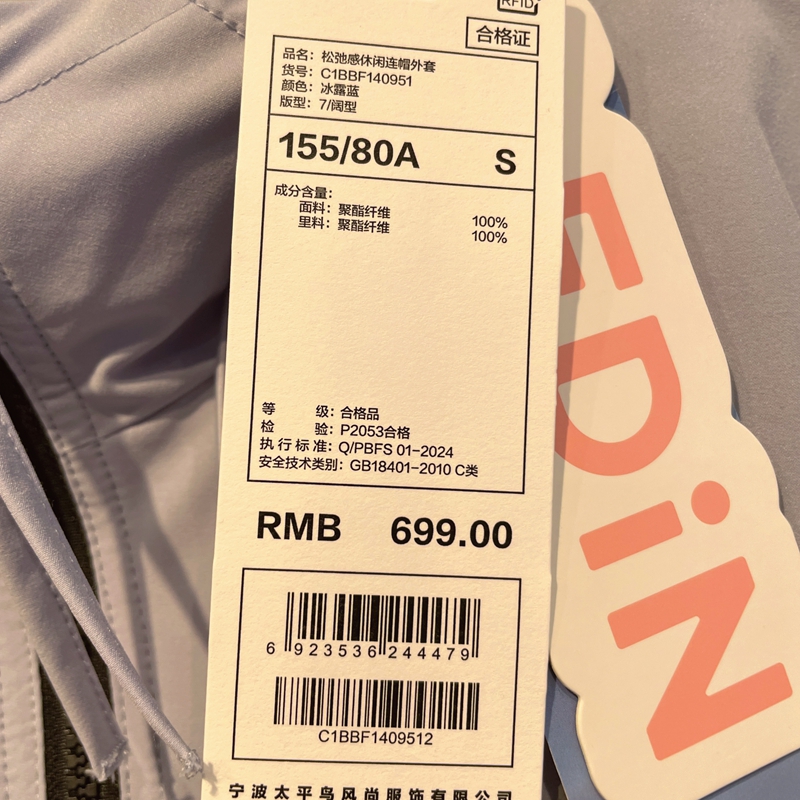 RFID
合格证
品名：松弛感休闲连帽外套
货号：C1BBF140951
颜色：冰露蓝
版型：7/阔型
155/80A S
成分含量：
面料：聚酯纤维 100%
里料：聚酯纤维 100%
等 级：合格品
检 验：P2053合格
执行标准：Q/PBFS 01-2024
安全技术类别：GB18401-2010 C类
RMB 699.00
6 923536 244479
C1BBF1409512
宁波太平鸟风尚服饰有限公司
EDiN